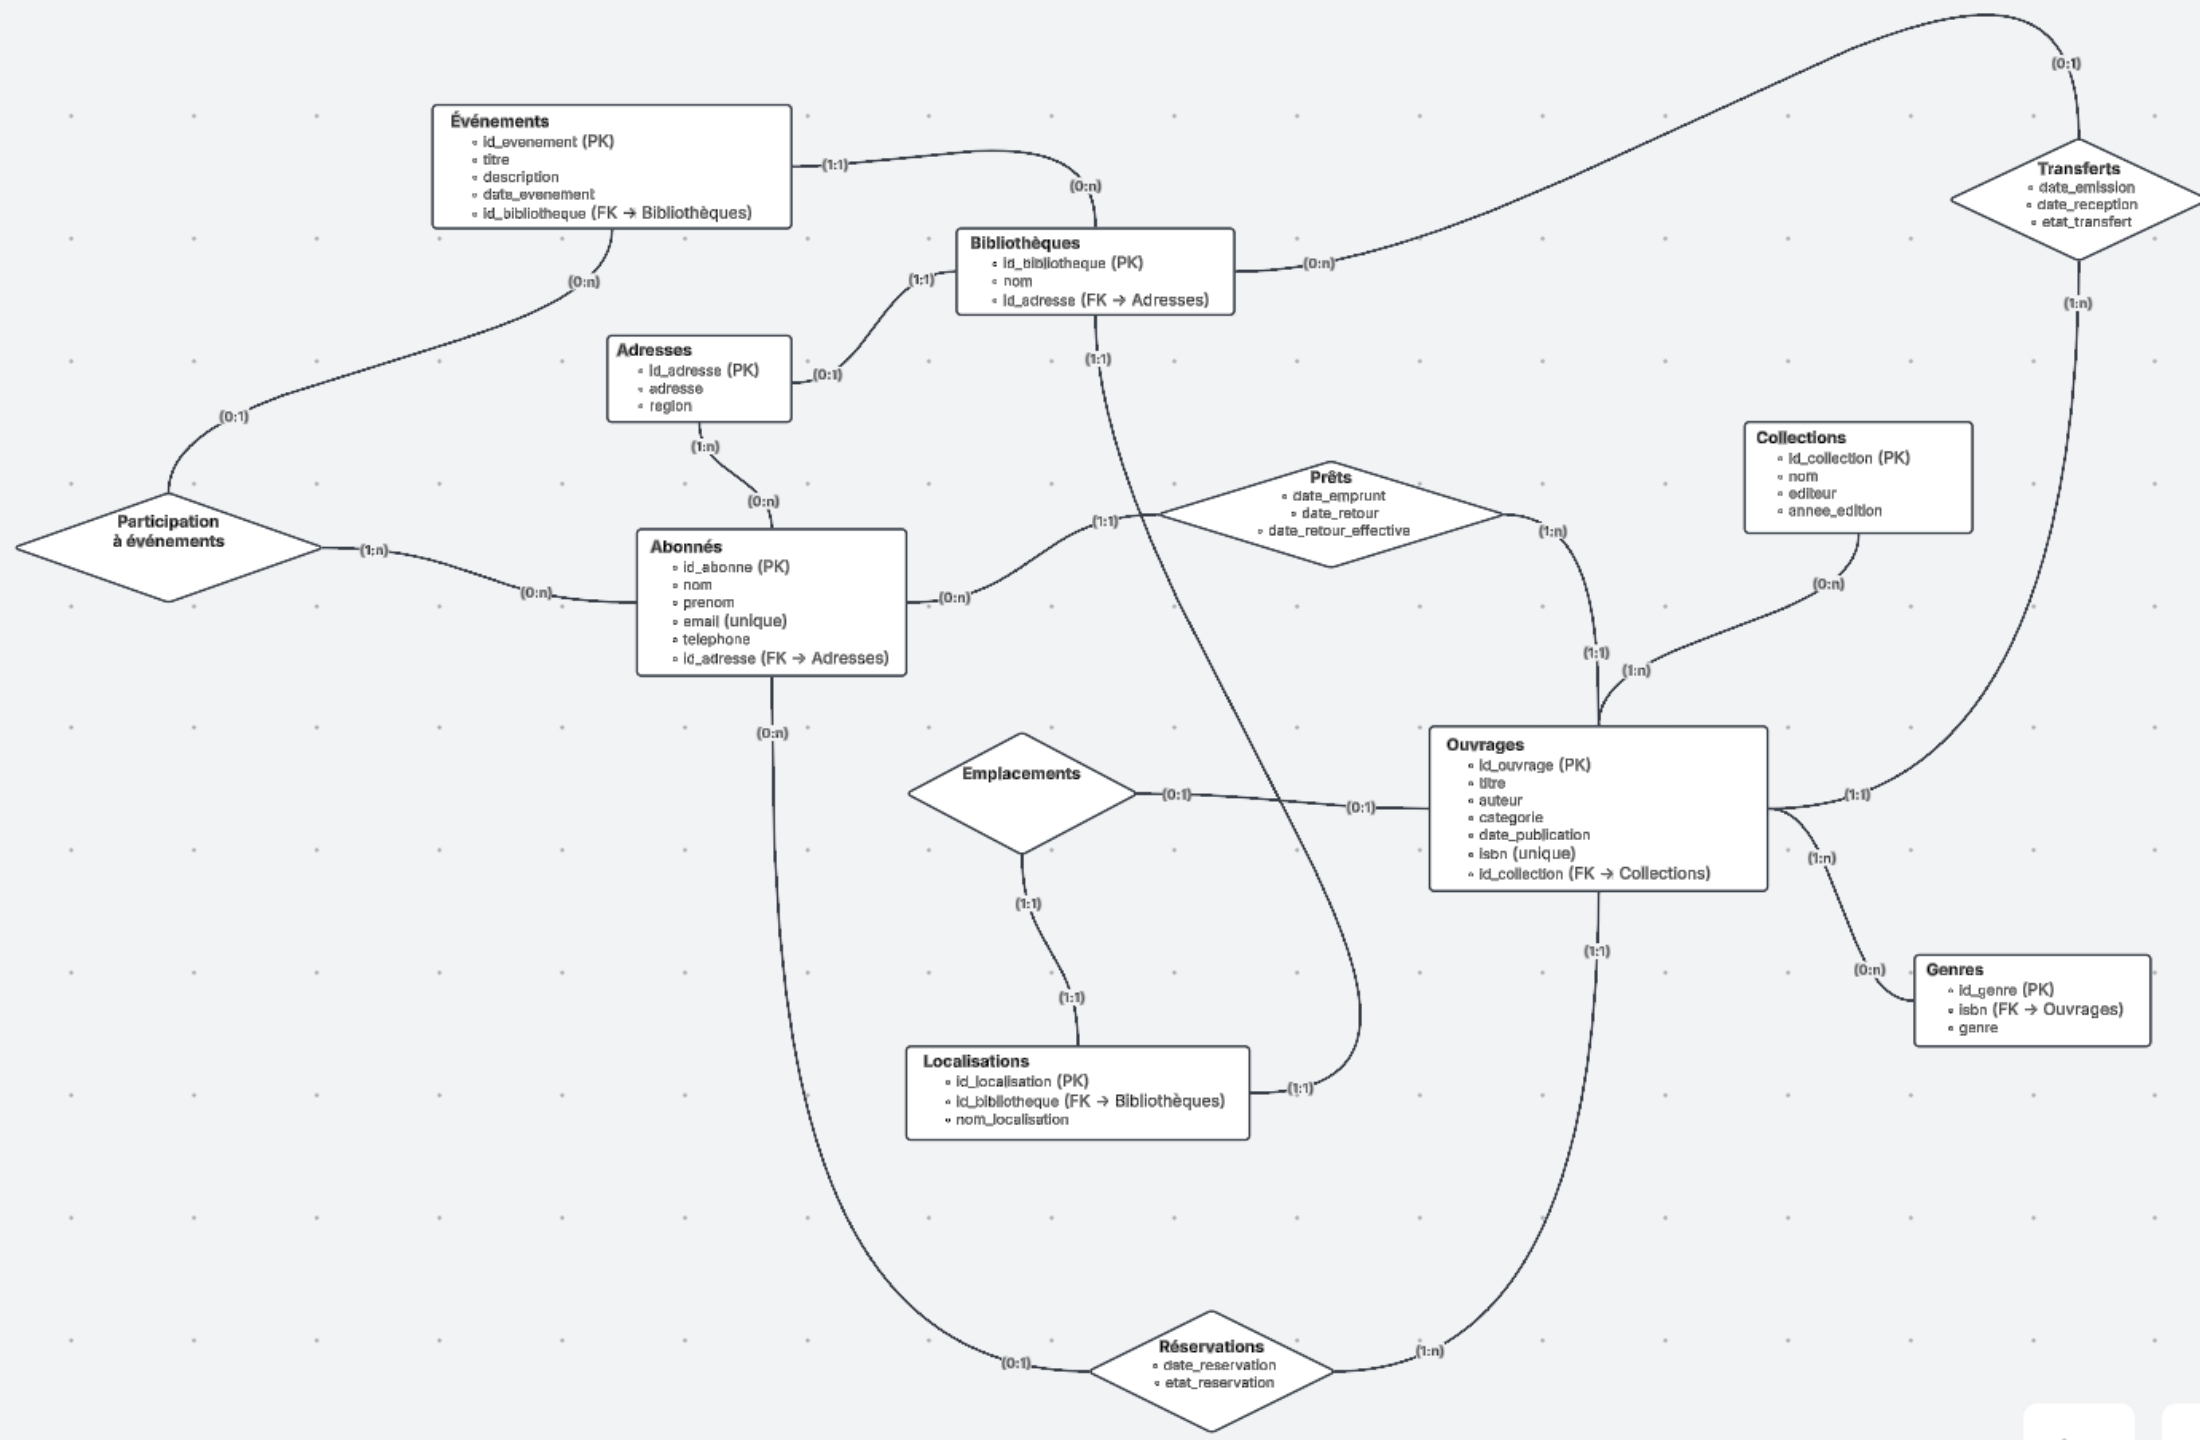 (0:1)
Événements
id_evenement (PK)
titre
description
date_evenement
id_bibliotheque (FK → Bibliothèques)
(1:1)
(0:n)
Transferts
date_emission
date_reception
etat_transfert
Bibliothèques
id_bibliotheque (PK)
nom
id_adresse (FK → Adresses)
(0:n)
(1:1)
(0:n)
(1:n)
Adresses
id_adresse (PK)
adresse
region
(0:1)
(1:1)
(0:1)
(1:n)
(0:n)
Collections
id_collection (PK)
nom
editeur
annee_edition
Prêts
date_emprunt
date_retour
date_retour_effective
(1:1)
(1:n)
Participation
à événements
(1:n)
(0:n)
Abonnés
id_abonne (PK)
nom
prenom
email (unique)
telephone
id_adresse (FK → Adresses)
(0:n)
(0:n)
(1:1)
(1:n)
(0:n)
Emplacements
(0:1)
(0:1)
Ouvrages
id_ouvrage (PK)
titre
auteur
categorie
date_publication
isbn (unique)
id_collection (FK → Collections)
(1:1)
(1:n)
(1:1)
(1:1)
(0:n)
Genres
id_genre (PK)
isbn (FK → Ouvrages)
genre
(1:1)
Localisations
id_localisation (PK)
id_bibliotheque (FK → Bibliothèques)
nom_localisation
(1:1)
Réservations
date_reservation
etat_reservation
(0:1)
(1:n)